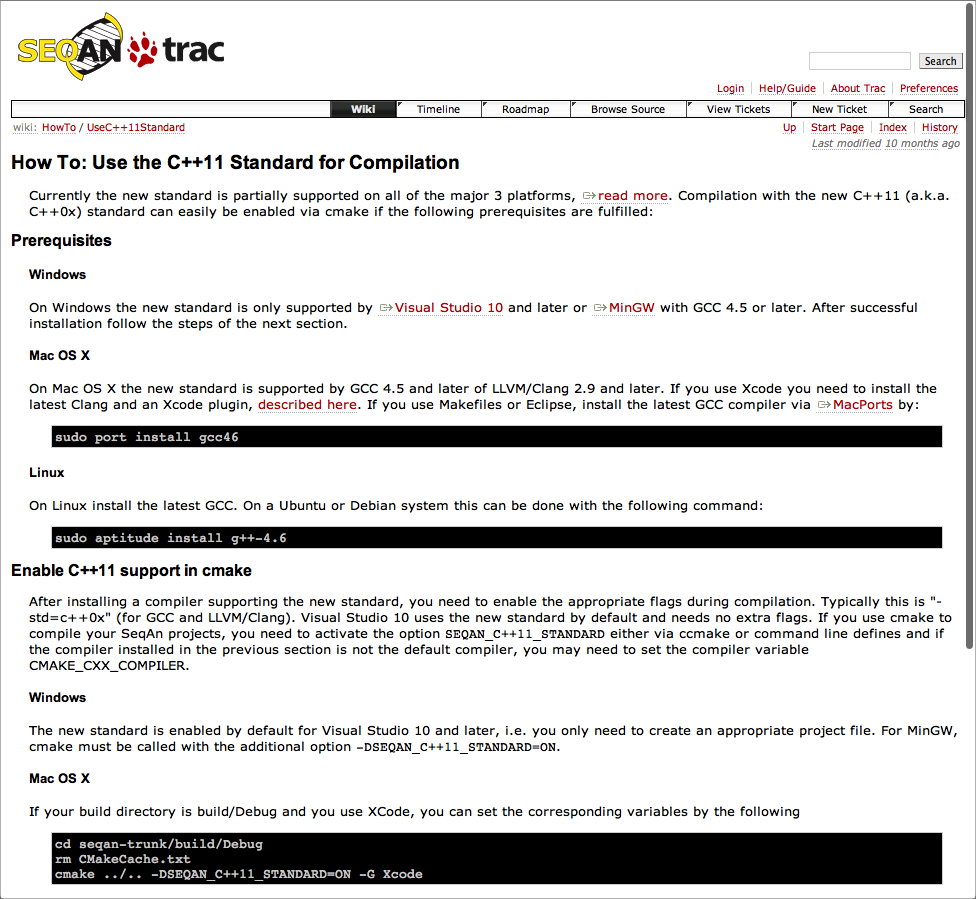 SEQAN trac
Search
Login Help/Guide About Trac Preferences
Wiki Timeline Roadmap Browse Source View Tickets New Ticket Search
wiki: HowTo / UseC++11Standard Up Start Page Index History
Last modified 10 months ago
How To: Use the C++11 Standard for Compilation
Currently the new standard is partially supported on all of the major 3 platforms, read more. Compilation with the new C++11 (a.k.a.
C++0x) standard can easily be enabled via cmake if the following prerequisites are fulfilled:
Prerequisites
Windows
On Windows the new standard is only supported by Visual Studio 10 and later or MinGW with GCC 4.5 or later. After successful
installation follow the steps of the next section.
Mac OS X
On Mac OS X the new standard is supported by GCC 4.5 and later of LLVM/Clang 2.9 and later. If you use Xcode you need to install the
latest Clang and an Xcode plugin, described here. If you use Makefiles or Eclipse, install the latest GCC compiler via MacPorts by:
sudo port install gcc46
Linux
On Linux install the latest GCC. On a Ubuntu or Debian system this can be done with the following command:
sudo aptitude install g++-4.6
Enable C++11 support in cmake
After installing a compiler supporting the new standard, you need to enable the appropriate flags during compilation. Typically this is "-
std=c++0x" (for GCC and LLVM/Clang). Visual Studio 10 uses the new standard by default and needs no extra flags. If you use cmake to
compile your SeqAn projects, you need to activate the option SEQAN_C++11_STANDARD either via ccmake or command line defines and if
the compiler installed in the previous section is not the default compiler, you may need to set the compiler variable
CMAKE_CXX_COMPILER.
Windows
The new standard is enabled by default for Visual Studio 10 and later, i.e. you only need to create an appropriate project file. For MinGW,
cmake must be called with the additional option -DSEQAN_C++11_STANDARD=ON.
Mac OS X
If your build directory is build/Debug and you use XCode, you can set the corresponding variables by the following
cd seqan-trunk/build/Debug
rm CMakeCache.txt
cmake ../.. -DSEQAN_C++11_STANDARD=ON -G Xcode